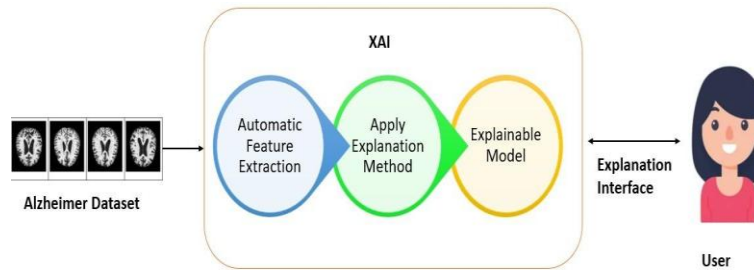 XAI
Automatic
Feature
Extraction
Apply
Explanation
Method
Explainable
Model
Alzheimer Dataset
Explanation
Interface
User